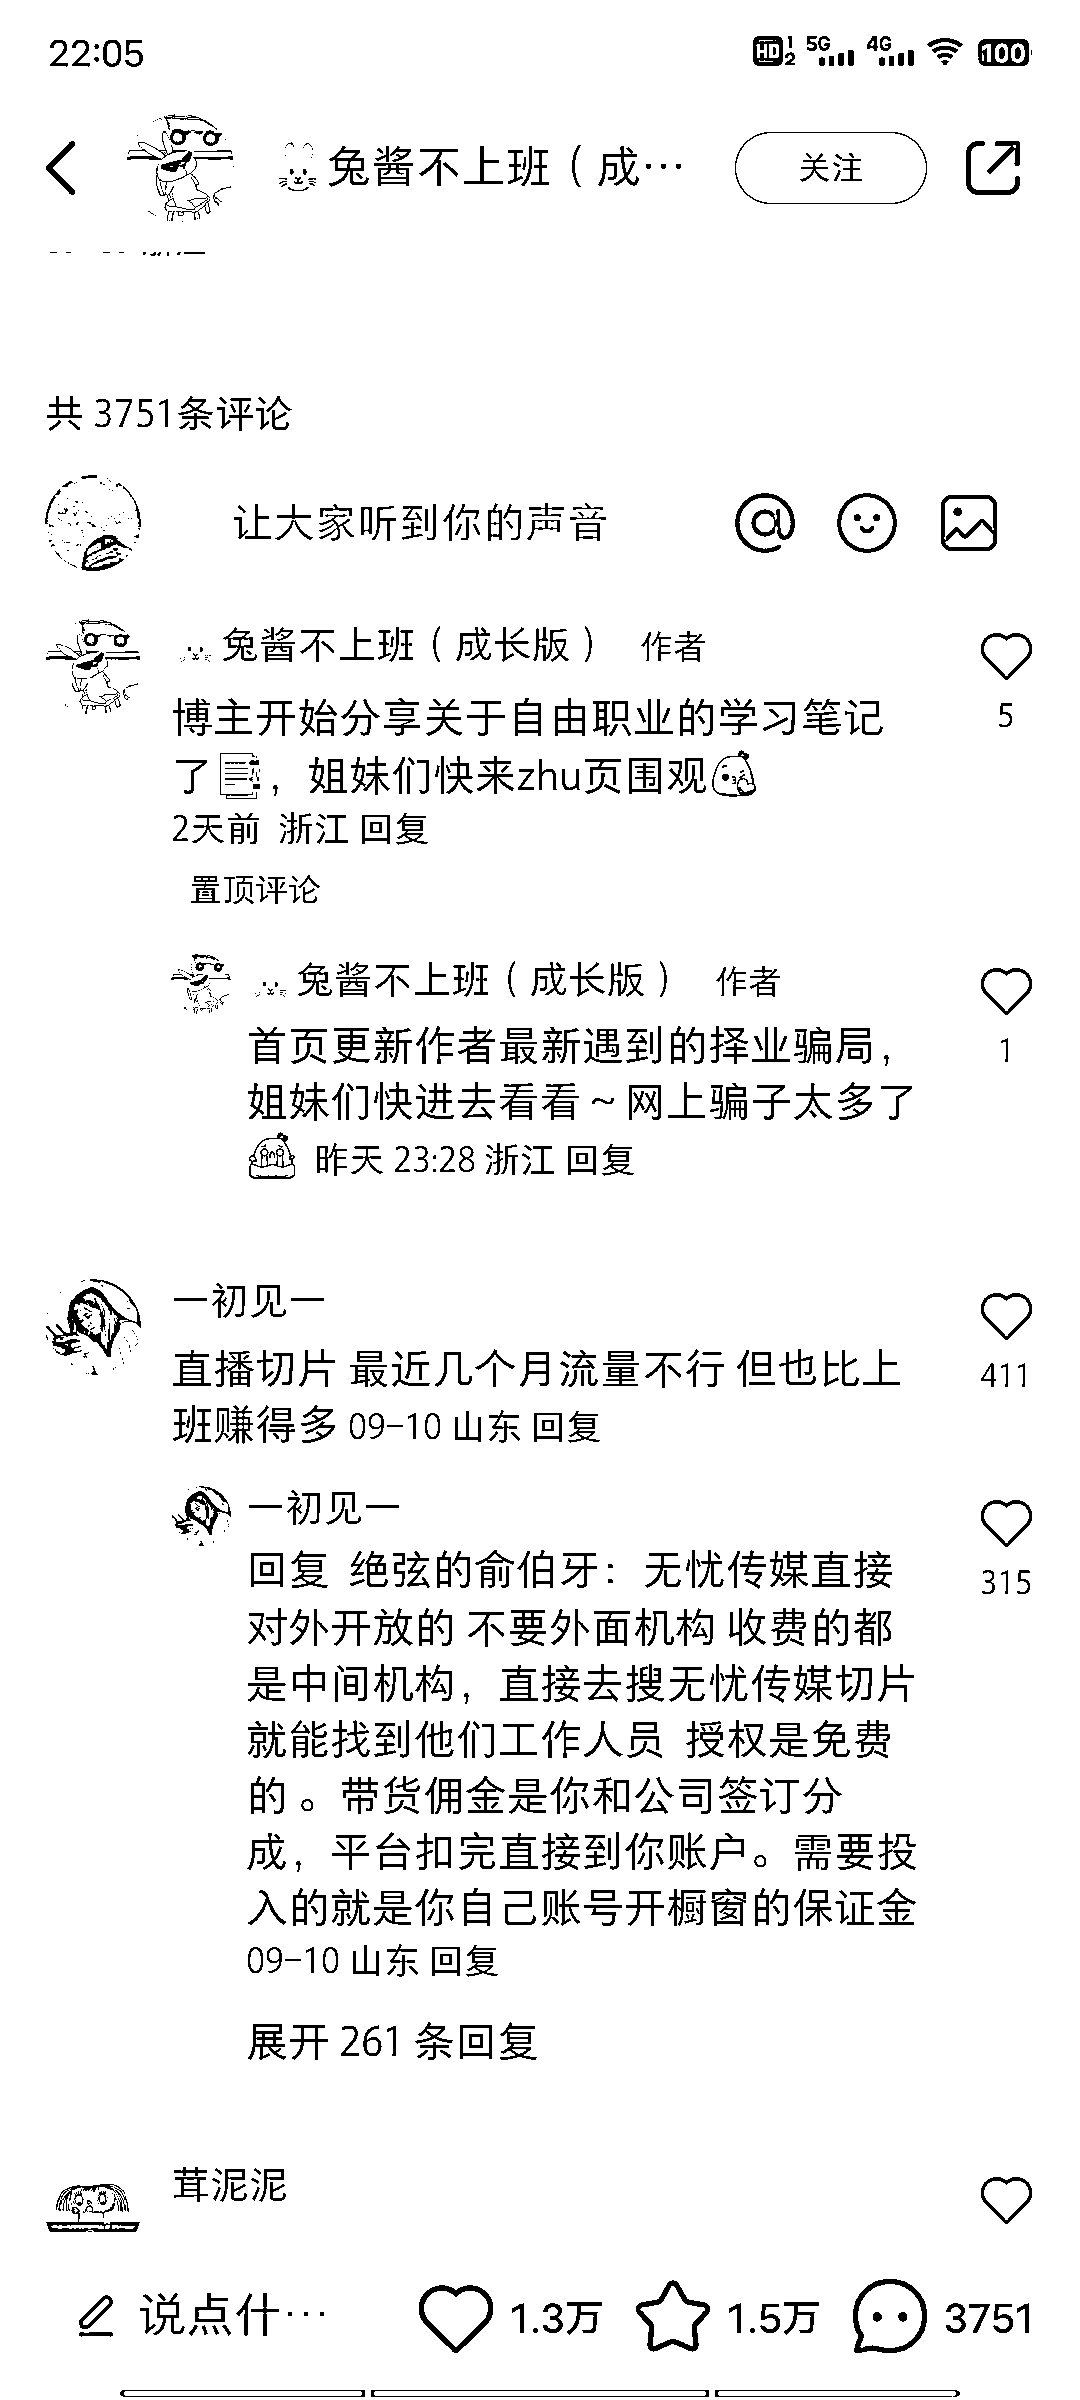 22:05
HD 1 2 5G 4G 100
兔酱不上班（成…
关注
共 3751条评论
让大家听到你的声音
兔酱不上班（成长版） 作者
博主开始分享关于自由职业的学习笔记
5
了，姐妹们快来zhu页围观
2天前 浙江 回复
置顶评论
兔酱不上班（成长版） 作者
首页更新作者最新遇到的择业骗局，
1
姐妹们快进去看看~网上骗子太多了
昨天 23:28 浙江 回复
一初见一
直播切片 最近几个月流量不行 但也比上
411
班赚得多 09-10 山东 回复
一初见一
回复 绝弦的俞伯牙：无忧传媒直接
315
对外开放的 不要外面机构 收费的都
是中间机构，直接去搜无忧传媒切片
就能找到他们工作人员 授权是免费
的 。带货佣金是你和公司签订分
成，平台扣完直接到你账户。需要投
入的就是你自己账号开橱窗的保证金
09-10 山东 回复
展开 261 条回复
茸泥泥
说点什… 1.3万 1.5万 3751